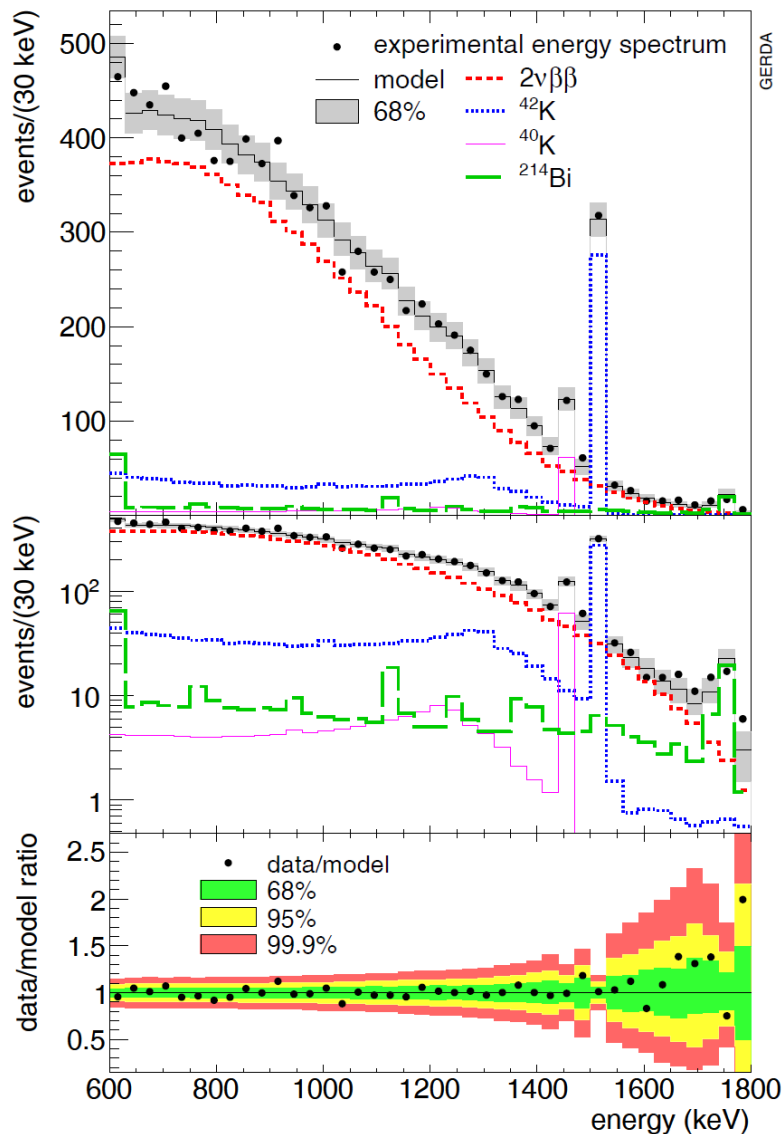 GERDA
events/(30 keV)
500
400
300
200
100
experimental energy spectrum
model
68%
2νββ
⁴²K
⁴⁰K
²¹⁴Bi
events/(30 keV)
10²
10
1
data/model ratio
2.5
2
1.5
1
0.5
data/model
68%
95%
99.9%
600 800 1000 1200 1400 1600 1800
energy (keV)